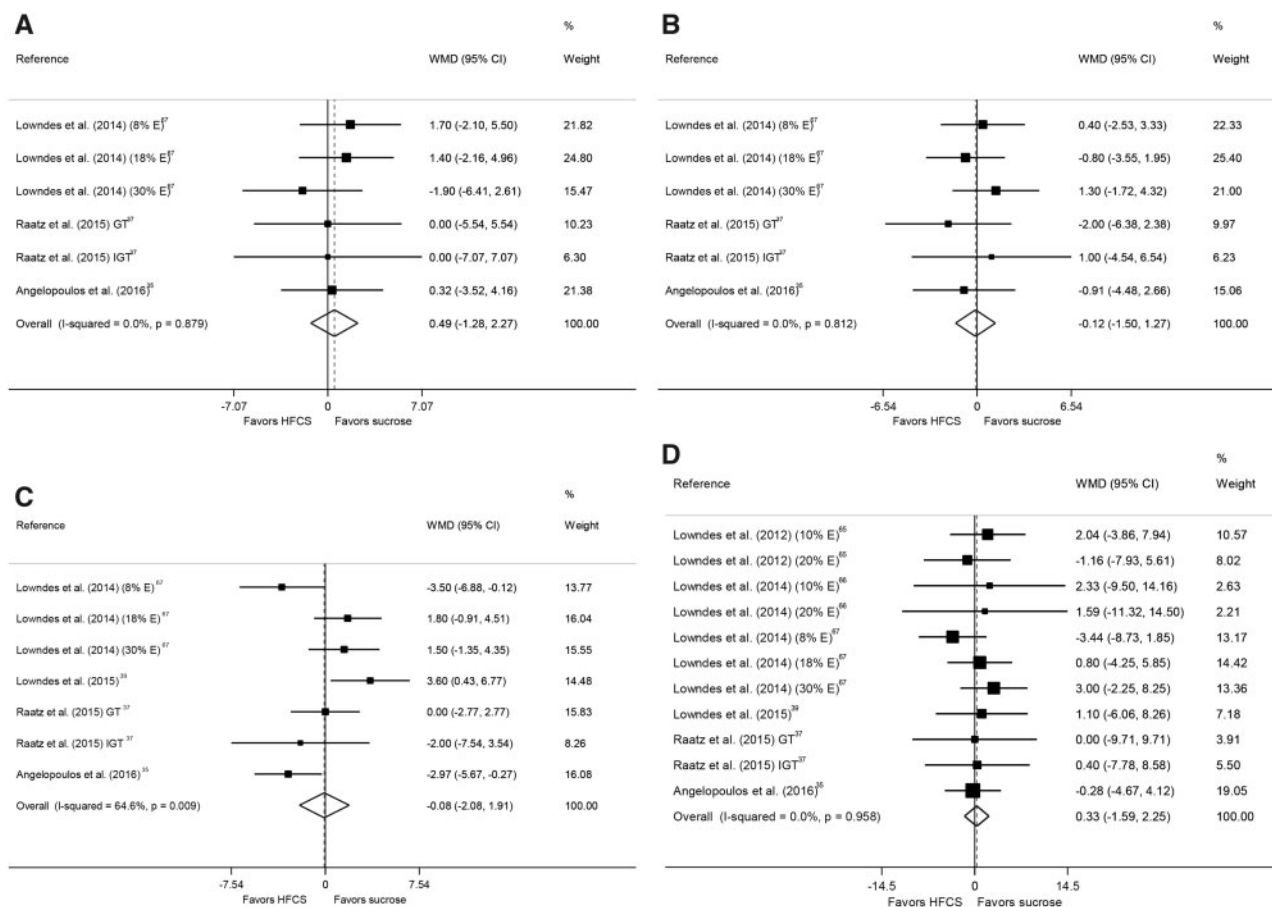 A
%
Reference WMD (95% CI) Weight
Lowndes et al. (2014) (8% E)67 1.70 (-2.10, 5.50) 21.82
Lowndes et al. (2014) (18% E)67 1.40 (-2.16, 4.96) 24.80
Lowndes et al. (2014) (30% E)67 -1.90 (-6.41, 2.61) 15.47
Raatz et al. (2015) GT37 0.00 (-5.54, 5.54) 10.23
Raatz et al. (2015) IGT37 0.00 (-7.07, 7.07) 6.30
Angelopoulos et al. (2016)35 0.32 (-3.52, 4.16) 21.38
Overall (I-squared = 0.0%, p = 0.879) 0.49 (-1.28, 2.27) 100.00
-7.07 0 7.07
Favors HFCS Favors sucrose
B
%
Reference WMD (95% CI) Weight
Lowndes et al. (2014) (8% E)67 0.40 (-2.53, 3.33) 22.33
Lowndes et al. (2014) (18% E)67 -0.80 (-3.55, 1.95) 25.40
Lowndes et al. (2014) (30% E)67 1.30 (-1.72, 4.32) 21.00
Raatz et al. (2015) GT37 -2.00 (-6.38, 2.38) 9.97
Raatz et al. (2015) IGT37 1.00 (-4.54, 6.54) 6.23
Angelopoulos et al. (2016)35 -0.91 (-4.48, 2.66) 15.06
Overall (I-squared = 0.0%, p = 0.812) -0.12 (-1.50, 1.27) 100.00
-6.54 0 6.54
Favors HFCS Favors sucrose
C
%
Reference WMD (95% CI) Weight
Lowndes et al. (2014) (8% E)67 -3.50 (-6.88, -0.12) 13.77
Lowndes et al. (2014) (18% E)67 1.80 (-0.91, 4.51) 16.04
Lowndes et al. (2014) (30% E)67 1.50 (-1.35, 4.35) 15.55
Lowndes et al. (2015)39 3.60 (0.43, 6.77) 14.48
Raatz et al. (2015) GT37 0.00 (-2.77, 2.77) 15.83
Raatz et al. (2015) IGT37 -2.00 (-7.54, 3.54) 8.26
Angelopoulos et al. (2016)35 -2.97 (-5.67, -0.27) 16.08
Overall (I-squared = 64.6%, p = 0.009) -0.08 (-2.08, 1.91) 100.00
-7.54 0 7.54
Favors HFCS Favors sucrose
D
%
Reference WMD (95% CI) Weight
Lowndes et al. (2012) (10% E)65 2.04 (-3.86, 7.94) 10.57
Lowndes et al. (2012) (20% E)65 -1.16 (-7.93, 5.61) 8.02
Lowndes et al. (2014) (10% E)66 2.33 (-9.50, 14.16) 2.63
Lowndes et al. (2014) (20% E)66 1.59 (-11.32, 14.50) 2.21
Lowndes et al. (2014) (8% E)67 -3.44 (-8.73, 1.85) 13.17
Lowndes et al. (2014) (18% E)67 0.80 (-4.25, 5.85) 14.42
Lowndes et al. (2014) (30% E)67 3.00 (-2.25, 8.25) 13.36
Lowndes et al. (2015)39 1.10 (-6.06, 8.26) 7.18
Raatz et al. (2015) GT37 0.00 (-9.71, 9.71) 3.91
Raatz et al. (2015) IGT37 0.40 (-7.78, 8.58) 5.50
Angelopoulos et al. (2016)35 -0.28 (-4.67, 4.12) 19.05
Overall (I-squared = 0.0%, p = 0.958) 0.33 (-1.59, 2.25) 100.00
-14.5 0 14.5
Favors HFCS Favors sucrose